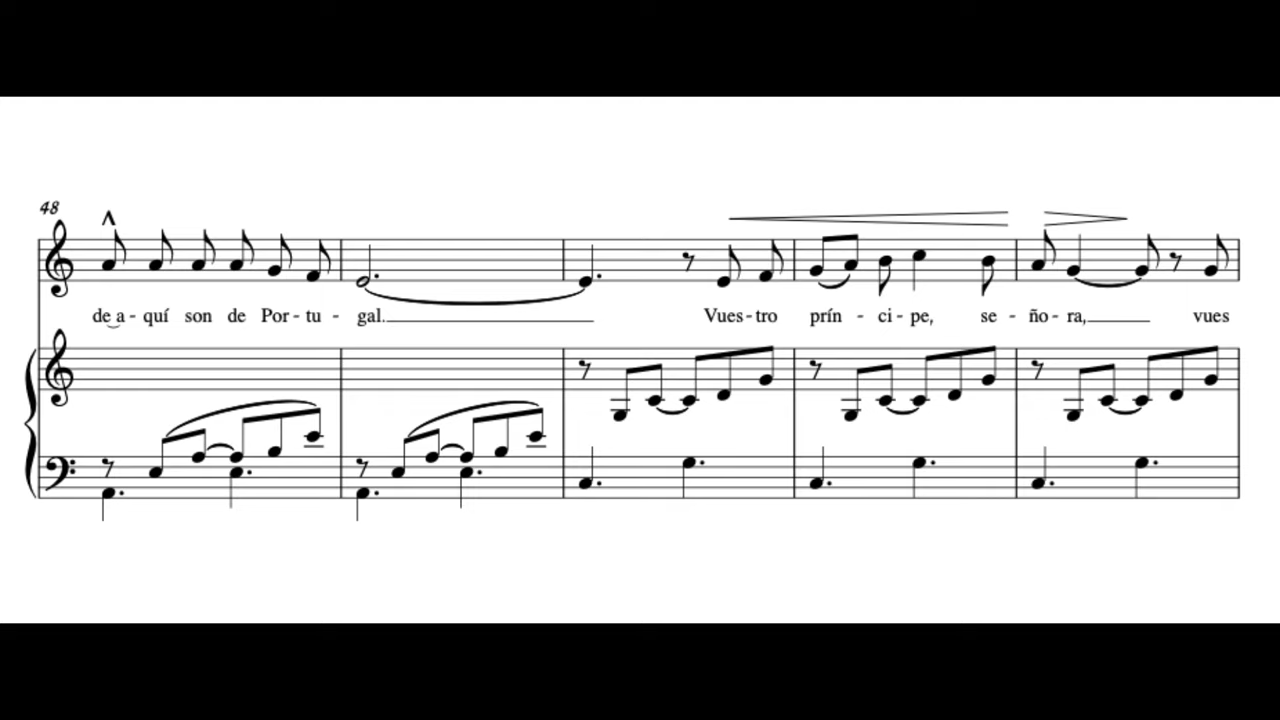 48
de a - quí son de Por - tu - gal. Vues - tro prín - ci - pe, se - ño - ra, vues